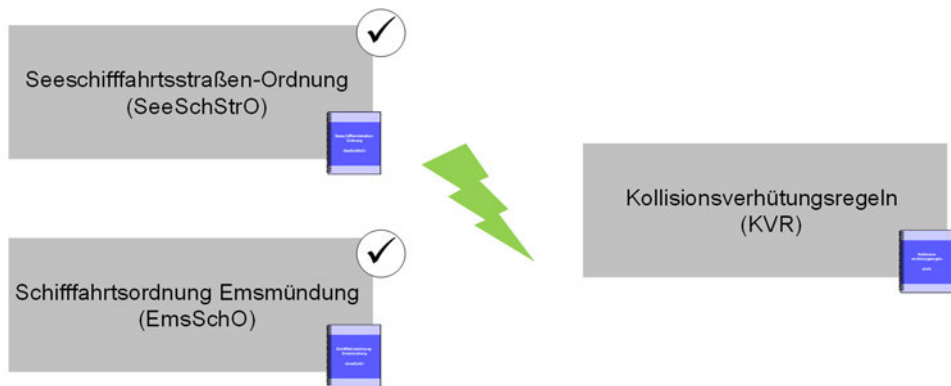 Seeschifffahrtsstraßen-Ordnung
(SeeSchStrO)
Schifffahrtsordnung Emsmündung
(EmsSchO)
Kollisionsverhütungsregeln
(KVR)